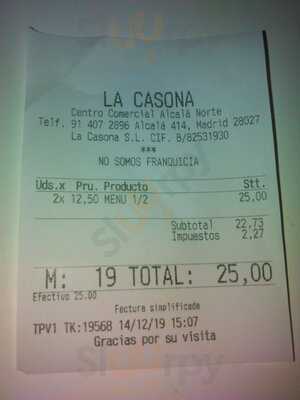 LA CASONA
Centro Comercial Alcalá Norte
Telf. 91 407 2896 Alcalá 414, Madrid 28027
La Casona S.L. CIF. B/82531930
***
NO SOMOS FRANQUICIA
Uds.x Pru. Producto Stt.
2x 12,50 MENU 1/2 25,00
Subtotal 22,73
Impuestos 2,27
M: 19 TOTAL: 25,00
Efectivo 25.00
Factura simplificada
TPV1 TK:19568 14/12/19 15:07
Gracias por su visita